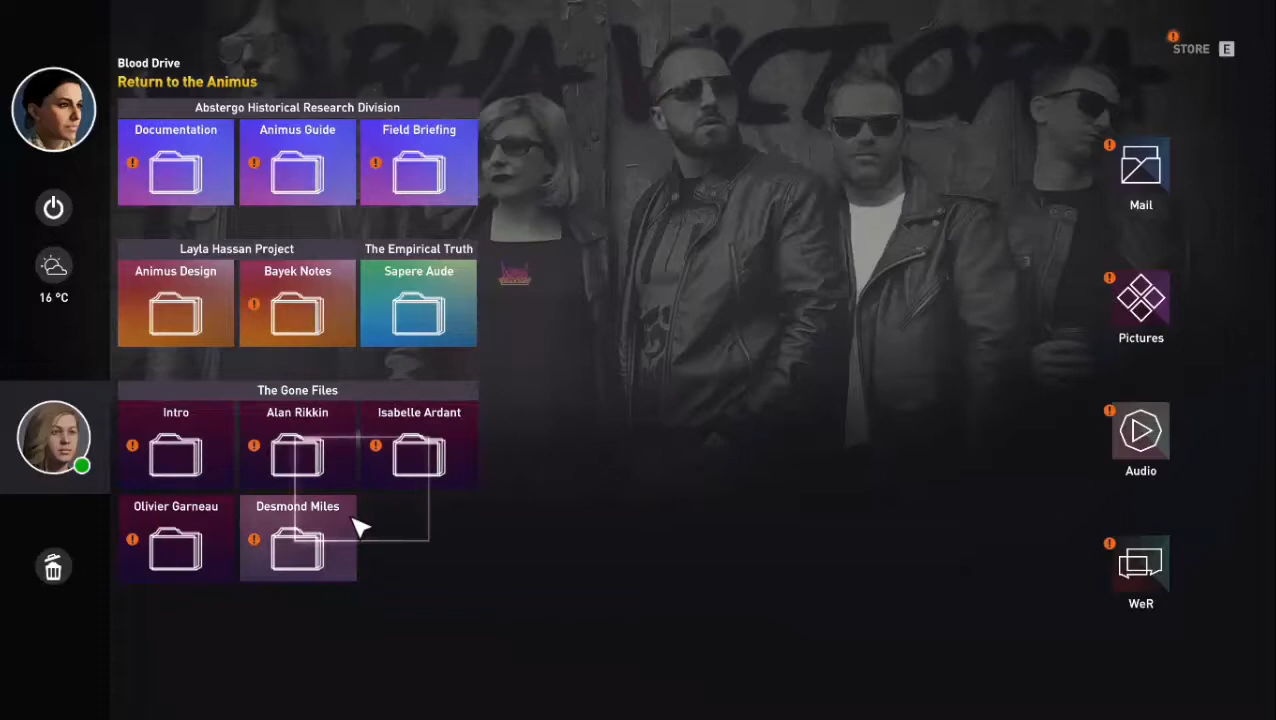 Blood Drive
Return to the Animus
STORE E
Abstergo Historical Research Division
Documentation
Animus Guide
Field Briefing
Layla Hassan Project
The Empirical Truth
Animus Design
Bayek Notes
Sapere Aude
16 °C
The Gone Files
Intro
Alan Rikkin
Isabelle Ardant
Olivier Garneau
Desmond Miles
Mail
Pictures
Audio
WeR